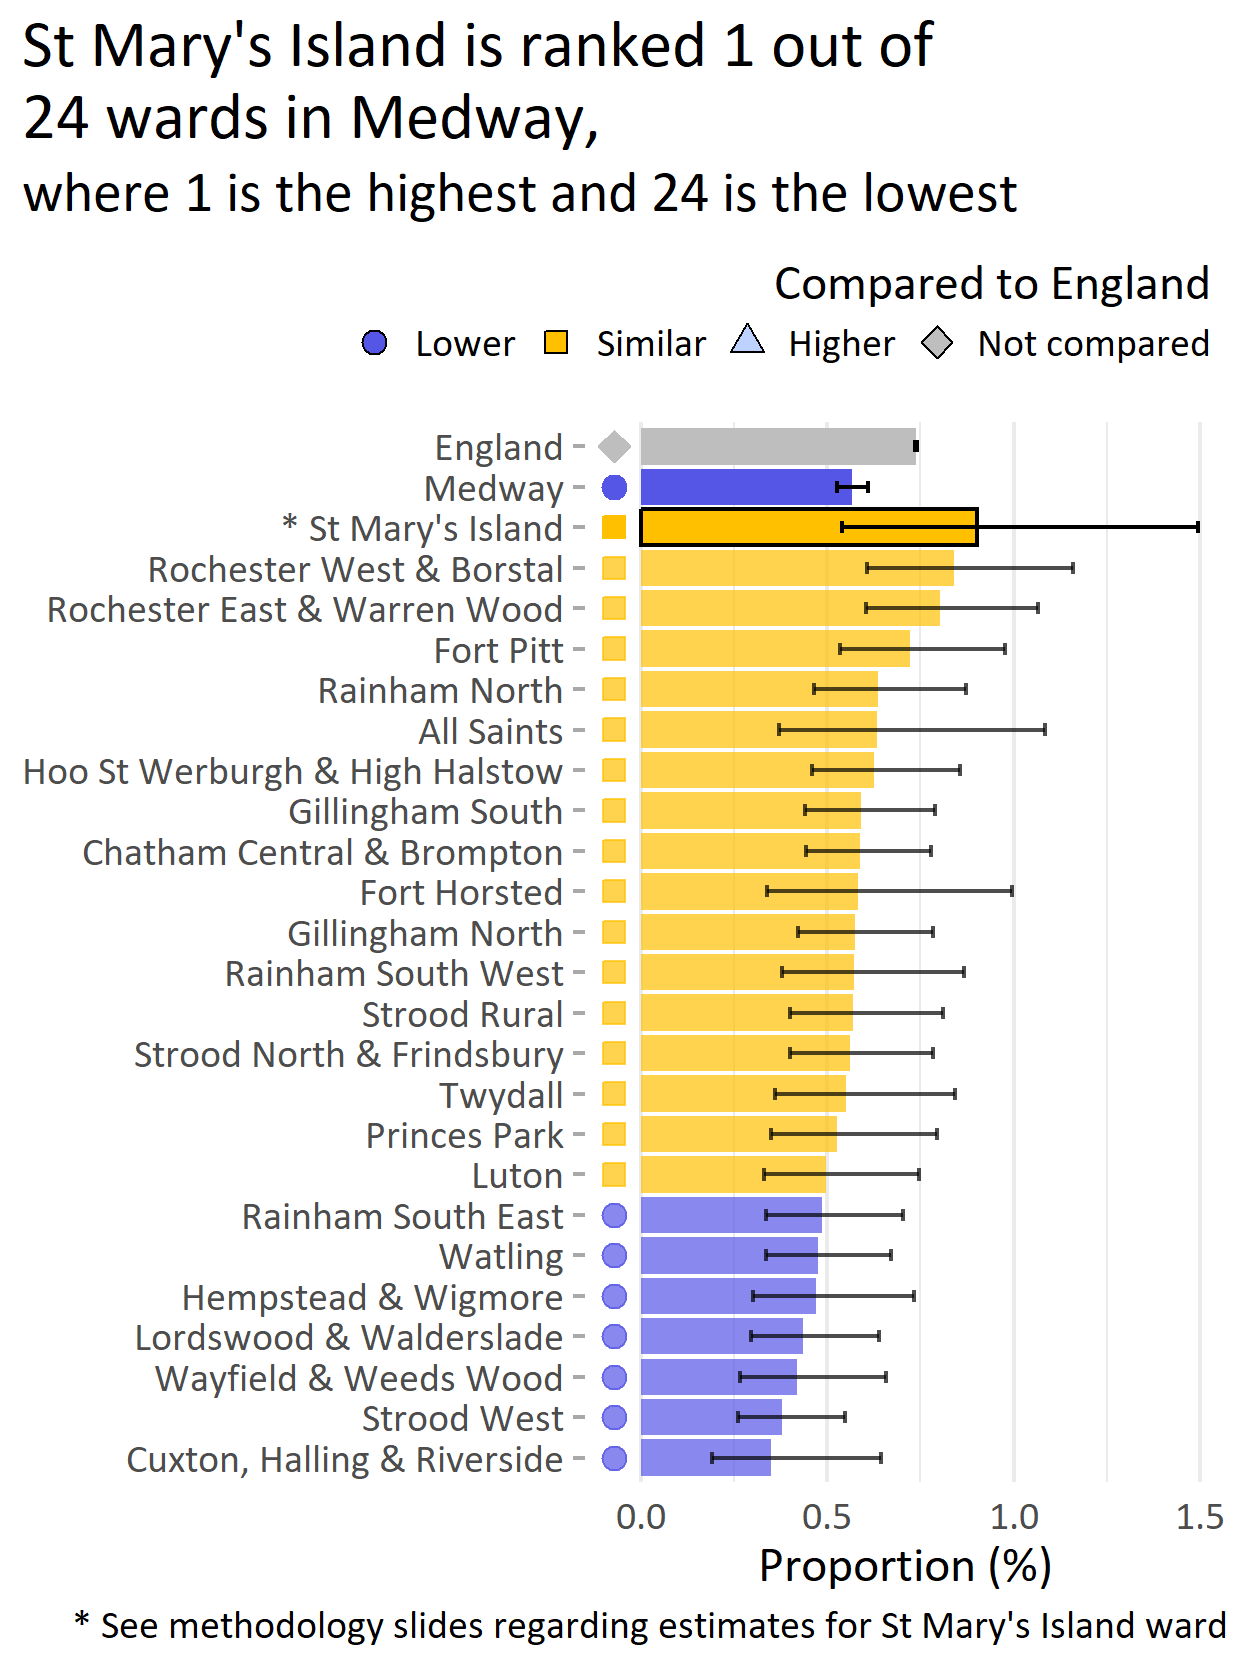 St Mary's Island is ranked 1 out of
24 wards in Medway,
where 1 is the highest and 24 is the lowest
Compared to England
Lower Similar Higher Not compared
England
Medway
* St Mary's Island
Rochester West & Borstal
Rochester East & Warren Wood
Fort Pitt
Rainham North
All Saints
Hoo St Werburgh & High Halstow
Gillingham South
Chatham Central & Brompton
Fort Horsted
Gillingham North
Rainham South West
Strood Rural
Strood North & Frindsbury
Twydall
Princes Park
Luton
Rainham South East
Watling
Hempstead & Wigmore
Lordswood & Walderslade
Wayfield & Weeds Wood
Strood West
Cuxton, Halling & Riverside
0.0 0.5 1.0 1.5
Proportion (%)
* See methodology slides regarding estimates for St Mary's Island ward